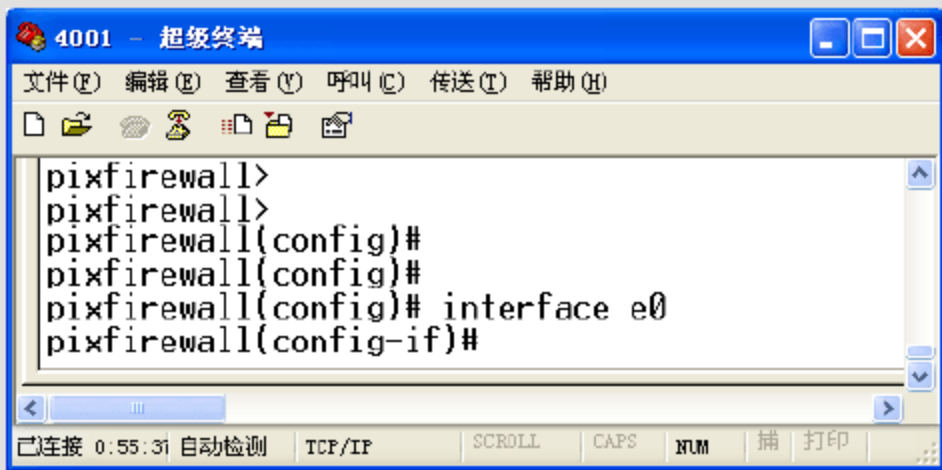 4001 - 超级终端
文件(F) 编辑(E) 查看(V) 呼叫(C) 传送(T) 帮助(H)
pixfirewall>
pixfirewall>
pixfirewall(config)#
pixfirewall(config)#
pixfirewall(config)# interface e0
pixfirewall(config-if)#
已连接 0:55:3 自动检测 TCP/IP SCROLL CAPS NUM 捕 打印